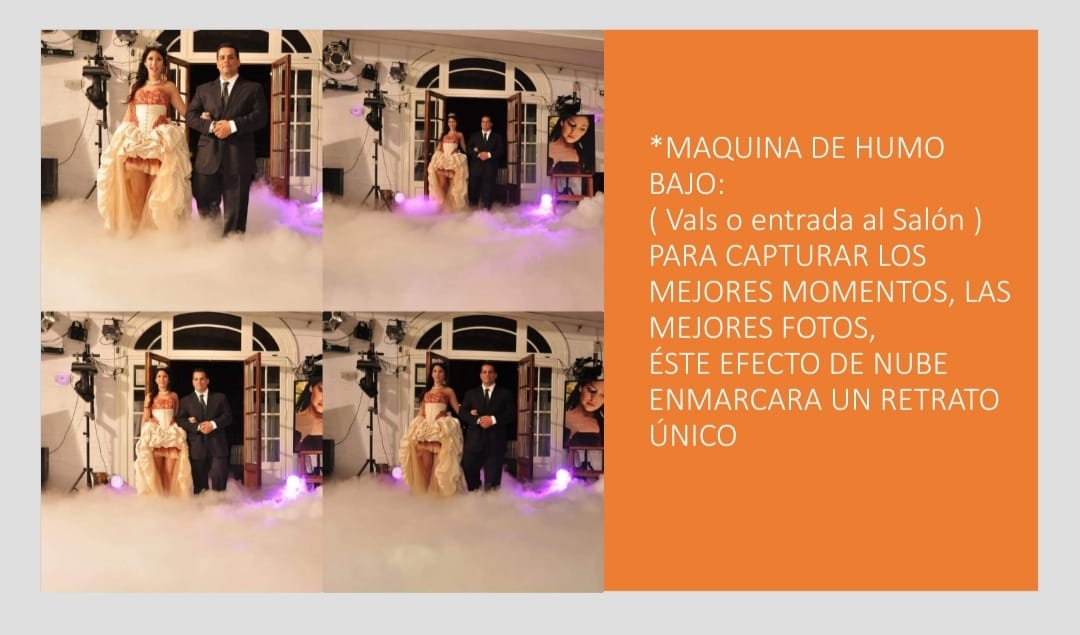 *MAQUINA DE HUMO
BAJO:
( Vals o entrada al Salón )
PARA CAPTURAR LOS
MEJORES MOMENTOS, LAS
MEJORES FOTOS,
ÉSTE EFECTO DE NUBE
ENMARCARA UN RETRATO
ÚNICO